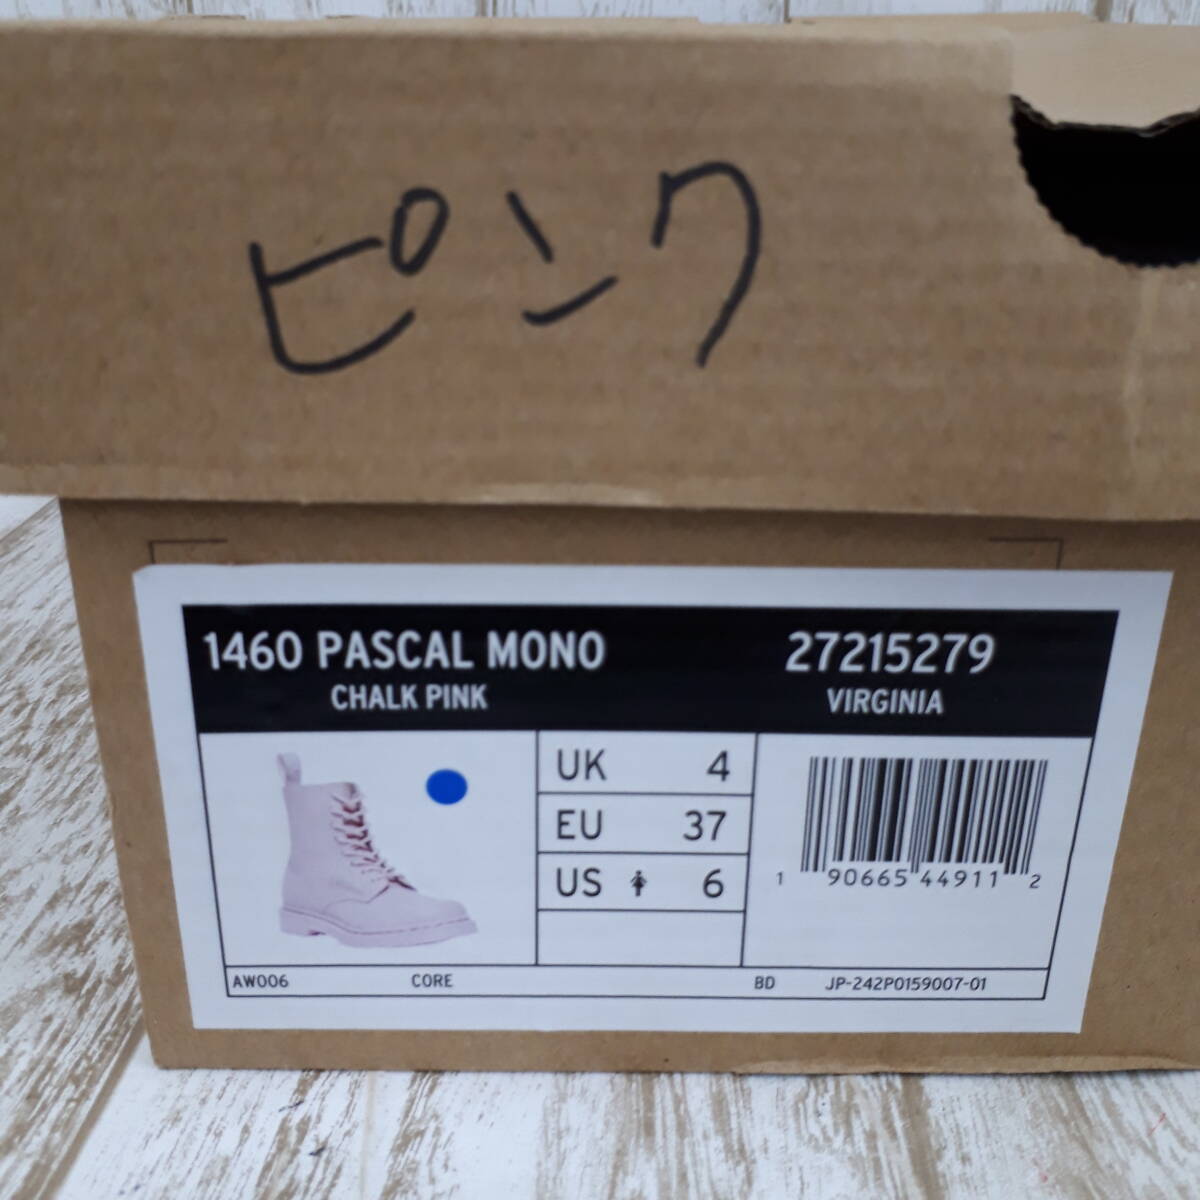 ピンク
1460 PASCAL MONO 27215279
CHALK PINK VIRGINIA
UK 4
EU 37
US 6
1 90665 44911 2
AW006 CORE BD JP-242P0159007-01